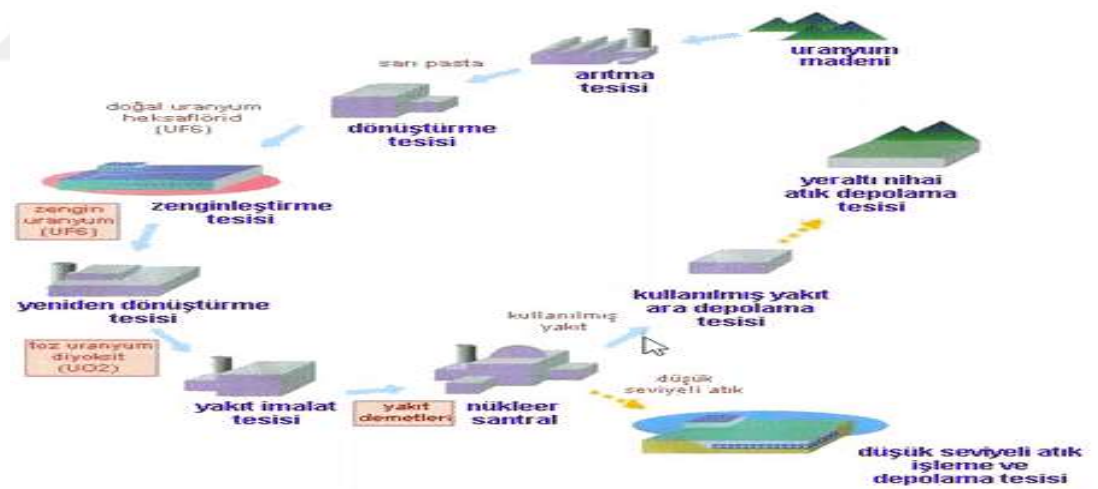 uranyum
madeni
arıtma
tesisi
sarı pasta
dönüştürme
tesisi
doğal uranyum
heksaflörid
(UF6)
zenginleştirme
tesisi
zengin
uranyum
(UF6)
yeniden dönüştürme
tesisi
toz uranyum
diyoksit
(UO2)
yakıt imalat
tesisi
yakıt
demetleri
nükleer
santral
kullanılmış
yakıt
kullanılmış yakıt
ara depolama
tesisi
yeraltı nihai
atık depolama
tesisi
düşük
seviyeli atık
düşük seviyeli atık
işleme ve
depolama tesisi